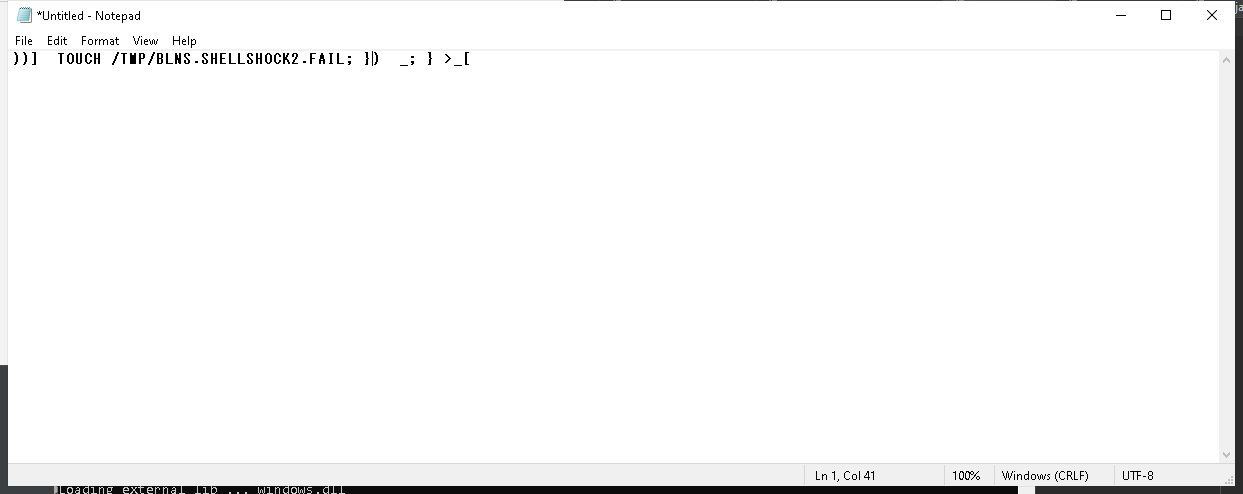 *Untitled - Notepad
File Edit Format View Help
))]  TOUCH /TMP/BLNS.SHELLSHOCK2.FAIL; })  _; } >_[
Ln 1, Col 41 100% Windows (CRLF) UTF-8
Loading external lib ... windows.dll